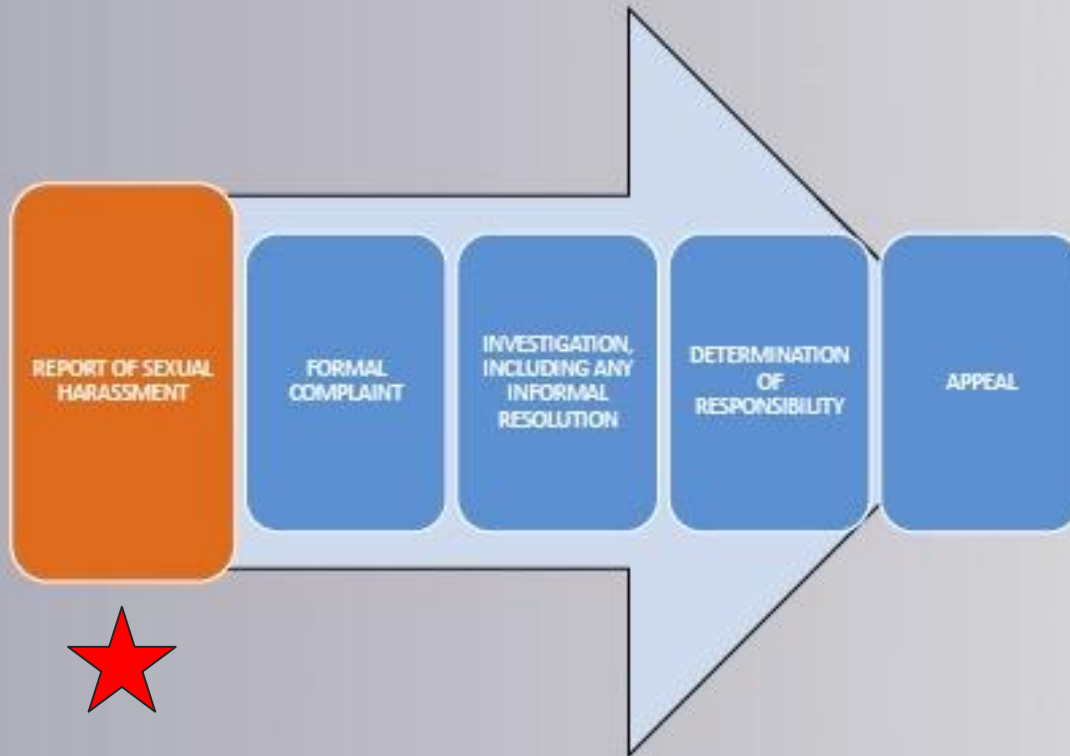 REPORT OF SEXUAL
HARASSMENT
FORMAL
COMPLAINT
INVESTIGATION,
INCLUDING ANY
INFORMAL
RESOLUTION
DETERMINATION
OF
RESPONSIBILITY
APPEAL